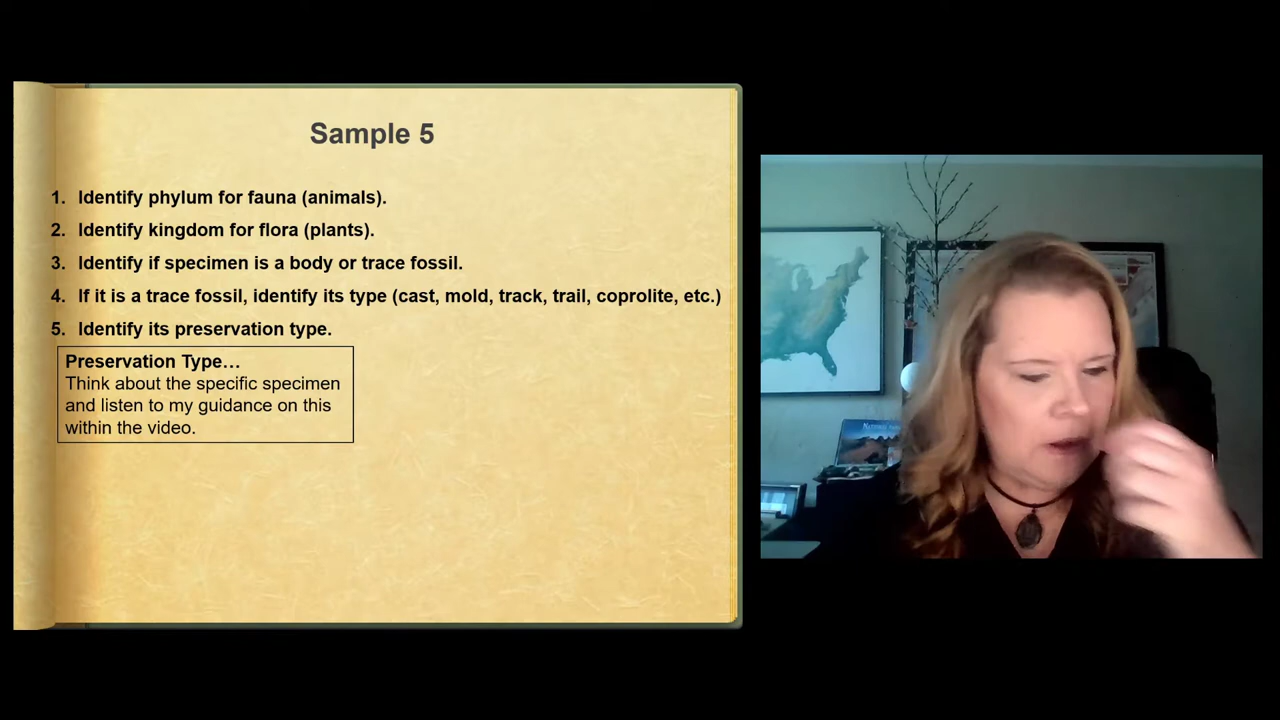 Sample 5
1. Identify phylum for fauna (animals).
2. Identify kingdom for flora (plants).
3. Identify if specimen is a body or trace fossil.
4. If it is a trace fossil, identify its type (cast, mold, track, trail, coprolite, etc.)
5. Identify its preservation type.
Preservation Type…
Think about the specific specimen
and listen to my guidance on this
within the video.